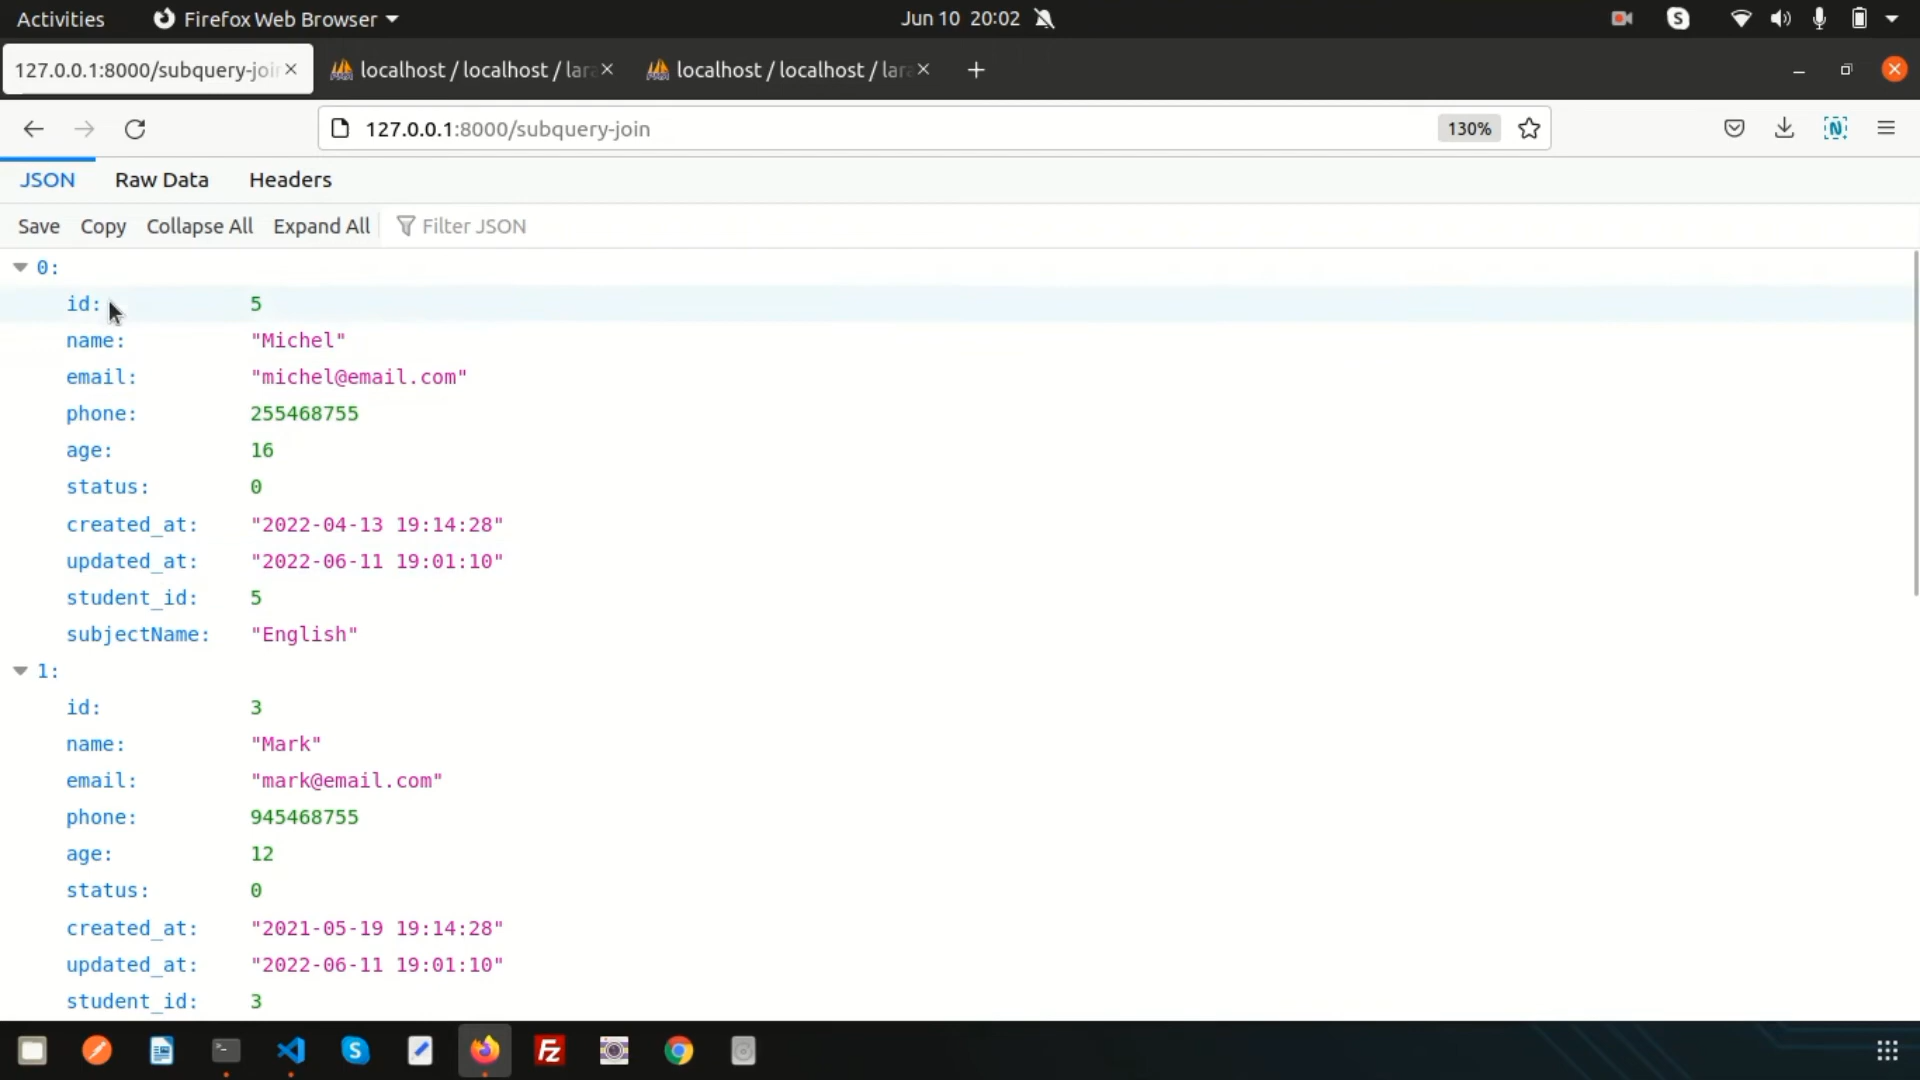 Activities Firefox Web Browser Jun 10 20:02
127.0.0.1:8000/subquery-joi localhost / localhost / lara localhost / localhost / lara
127.0.0.1:8000/subquery-join 130%
JSON Raw Data Headers
Save Copy Collapse All Expand All Filter JSON
0:
id: 5
name: "Michel"
email: "michel@email.com"
phone: 255468755
age: 16
status: 0
created_at: "2022-04-13 19:14:28"
updated_at: "2022-06-11 19:01:10"
student_id: 5
subjectName: "English"
1:
id: 3
name: "Mark"
email: "mark@email.com"
phone: 945468755
age: 12
status: 0
created_at: "2021-05-19 19:14:28"
updated_at: "2022-06-11 19:01:10"
student_id: 3